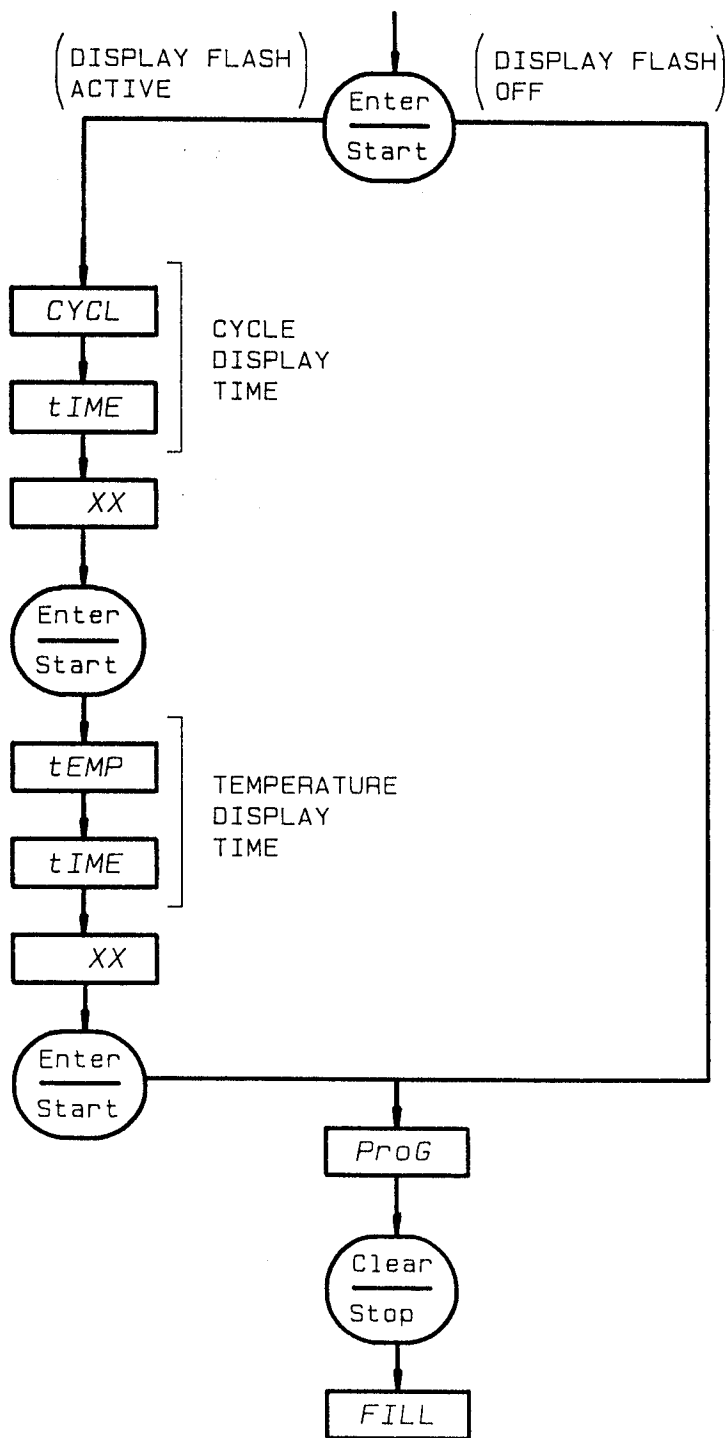 (DISPLAY FLASH
ACTIVE)
(DISPLAY FLASH
OFF)
Enter
Start
CYCL
tIME
CYCLE
DISPLAY
TIME
XX
Enter
Start
tEMP
tIME
TEMPERATURE
DISPLAY
TIME
XX
Enter
Start
ProG
Clear
Stop
FILL